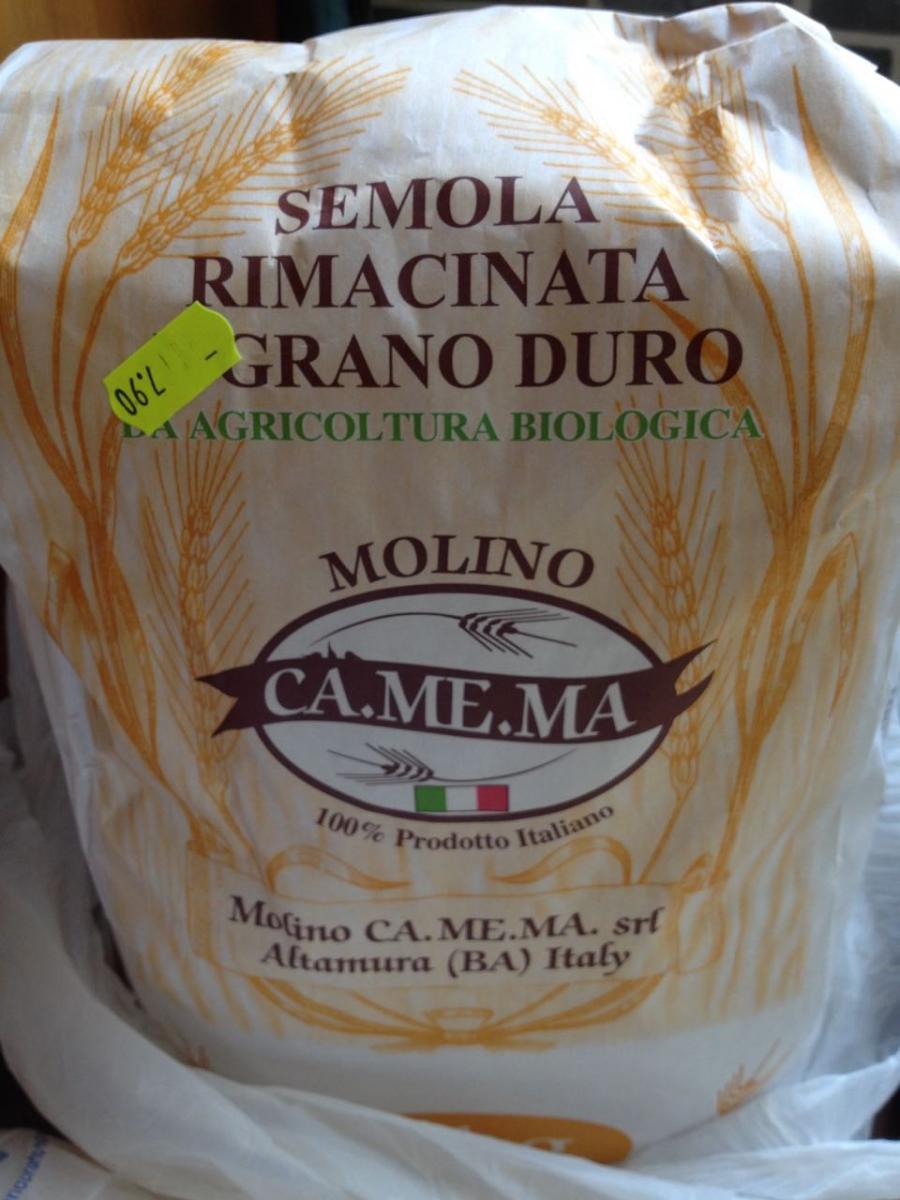 SEMOLA
RIMACINATA
GRANO DURO
7.90
DA AGRICOLTURA BIOLOGICA
MOLINO
CA.ME.MA
100% Prodotto Italiano
Molino CA.ME.MA. srl
Altamura (BA) Italy